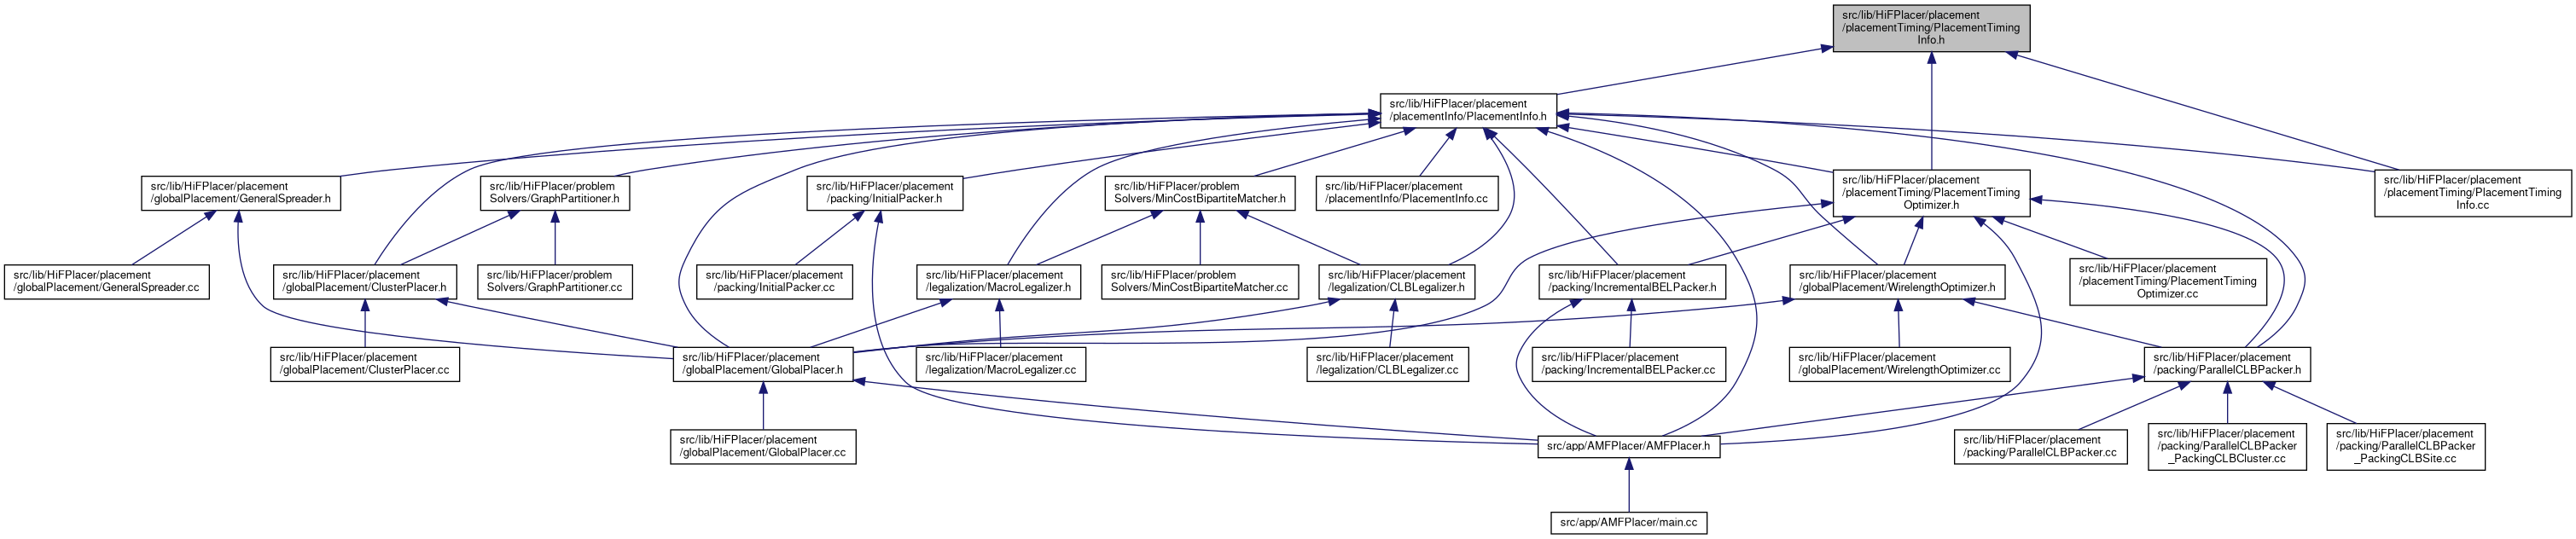 src/lib/HiFPlacer/placement
/placementTiming/PlacementTiming
Info.h
src/lib/HiFPlacer/placement
/placementInfo/PlacementInfo.h
src/lib/HiFPlacer/placement
/globalPlacement/GeneralSpreader.h
src/lib/HiFPlacer/problem
Solvers/GraphPartitioner.h
src/lib/HiFPlacer/placement
/packing/InitialPacker.h
src/lib/HiFPlacer/problem
Solvers/MinCostBipartiteMatcher.h
src/lib/HiFPlacer/placement
/placementInfo/PlacementInfo.cc
src/lib/HiFPlacer/placement
/placementTiming/PlacementTiming
Optimizer.h
src/lib/HiFPlacer/placement
/placementTiming/PlacementTiming
Info.cc
src/lib/HiFPlacer/placement
/globalPlacement/GeneralSpreader.cc
src/lib/HiFPlacer/placement
/globalPlacement/ClusterPlacer.h
src/lib/HiFPlacer/problem
Solvers/GraphPartitioner.cc
src/lib/HiFPlacer/placement
/packing/InitialPacker.cc
src/lib/HiFPlacer/placement
/legalization/MacroLegalizer.h
src/lib/HiFPlacer/problem
Solvers/MinCostBipartiteMatcher.cc
src/lib/HiFPlacer/placement
/legalization/CLBLegalizer.h
src/lib/HiFPlacer/placement
/packing/IncrementalBELPacker.h
src/lib/HiFPlacer/placement
/globalPlacement/WirelengthOptimizer.h
src/lib/HiFPlacer/placement
/placementTiming/PlacementTiming
Optimizer.cc
src/lib/HiFPlacer/placement
/globalPlacement/ClusterPlacer.cc
src/lib/HiFPlacer/placement
/globalPlacement/GlobalPlacer.h
src/lib/HiFPlacer/placement
/legalization/MacroLegalizer.cc
src/lib/HiFPlacer/placement
/legalization/CLBLegalizer.cc
src/lib/HiFPlacer/placement
/packing/IncrementalBELPacker.cc
src/lib/HiFPlacer/placement
/globalPlacement/WirelengthOptimizer.cc
src/lib/HiFPlacer/placement
/packing/ParallelCLBPacker.h
src/lib/HiFPlacer/placement
/globalPlacement/GlobalPlacer.cc
src/app/AMFPlacer/AMFPlacer.h
src/lib/HiFPlacer/placement
/packing/ParallelCLBPacker.cc
src/lib/HiFPlacer/placement
/packing/ParallelCLBPacker
_PackingCLBCluster.cc
src/lib/HiFPlacer/placement
/packing/ParallelCLBPacker
_PackingCLBSite.cc
src/app/AMFPlacer/main.cc